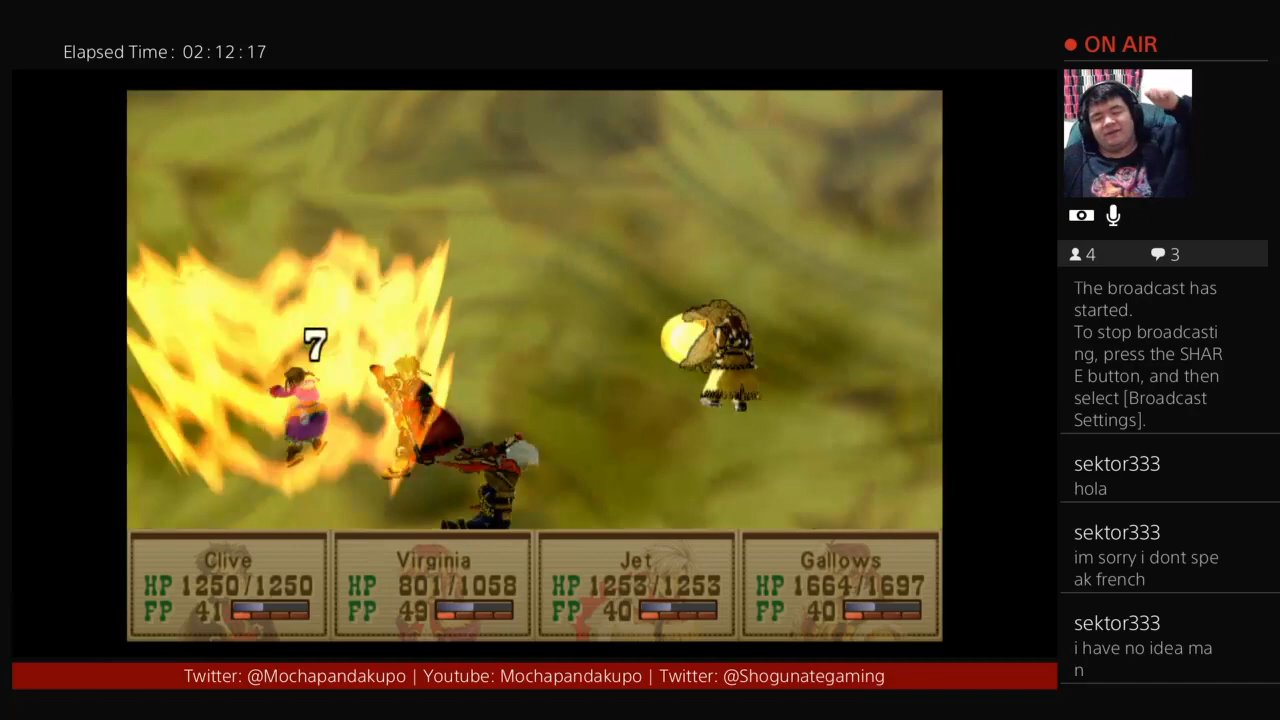 Elapsed Time: 02:12:17
ON AIR
4 3
The broadcast has
started.
To stop broadcasti
ng, press the SHAR
E button, and then
select [Broadcast
Settings].
sektor333
hola
sektor333
im sorry i dont spe
ak french
sektor333
i have no idea ma
n
7
Clive Virginia Jet Gallows
HP 1250/1250 HP 801/1058 HP 1253/1253 HP 1664/1697
FP 41 FP 49 FP 40 FP 40
Twitter: @Mochapandakupo | Youtube: Mochapandakupo | Twitter: @Shogunategaming